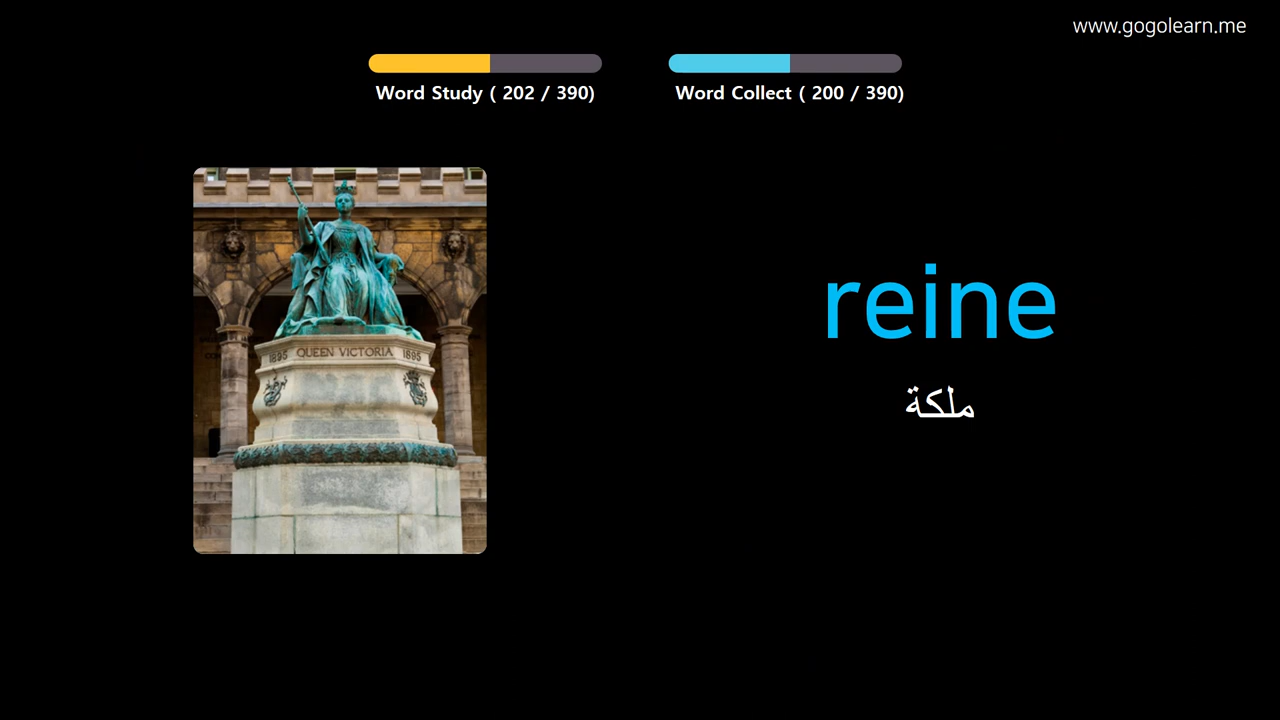 www.gogolearn.me
Word Study ( 202 / 390)
Word Collect ( 200 / 390)
1895 QUEEN VICTORIA 1895
reine
ملكة